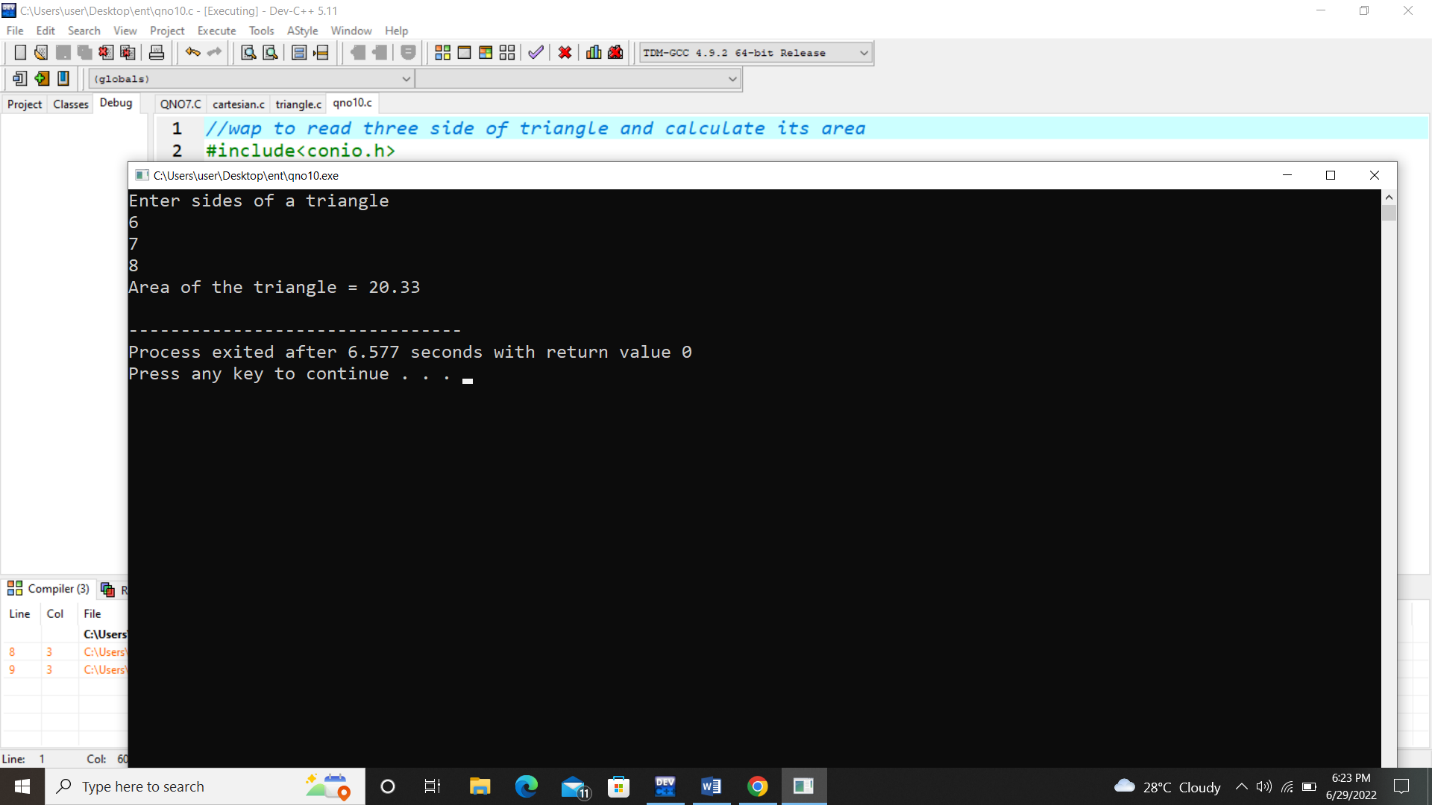 C:\Users\user\Desktop\ent\qno10.c - [Executing] - Dev-C++ 5.11
File Edit Search View Project Execute Tools AStyle Window Help
TDM-GCC 4.9.2 64-bit Release
(globals)
Project Classes Debug QNO7.C cartesian.c triangle.c qno10.c
1 //wap to read three side of triangle and calculate its area
2 #include<conio.h>
C:\Users\user\Desktop\ent\qno10.exe
Enter sides of a triangle
6
7
8
Area of the triangle = 20.33
--------------------------------
Process exited after 6.577 seconds with return value 0
Press any key to continue . . .
Compiler (3) R
Line Col File
C:\Users\
8 3 C:\Users\
9 3 C:\Users\
Line: 1 Col: 60
Type here to search
11
DEV
28°C Cloudy
6:23 PM
6/29/2022